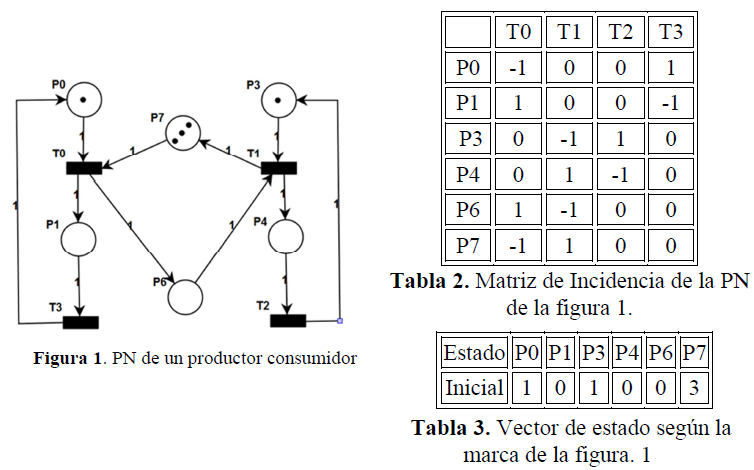 P0
P3
P7
1
1
T0
1
1
T1
1
1
1
1
1
1
P1
P4
P6
1
1
T3
T2
Figura 1. PN de un productor consumidor
T0 T1 T2 T3
P0 -1 0 0 1
P1 1 0 0 -1
P3 0 -1 1 0
P4 0 1 -1 0
P6 1 -1 0 0
P7 -1 1 0 0
Tabla 2. Matriz de Incidencia de la PN
de la figura 1.
Estado P0 P1 P3 P4 P6 P7
Inicial 1 0 1 0 0 3
Tabla 3. Vector de estado según la
marca de la figura. 1